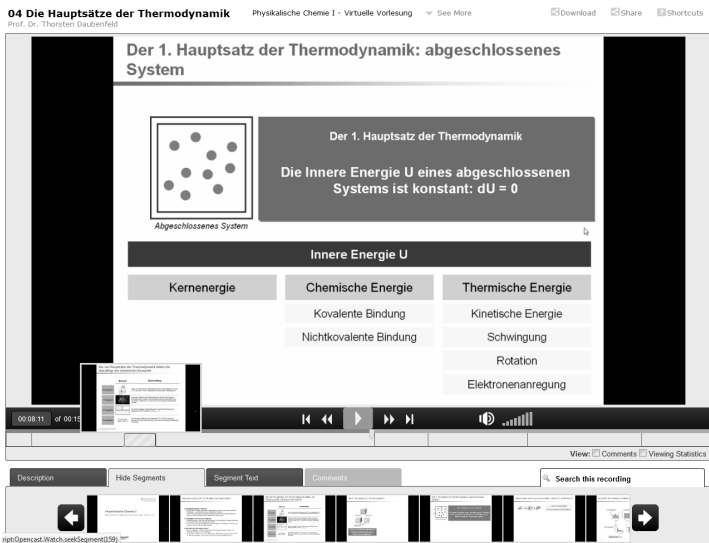 04 Die Hauptsätze der Thermodynamik
Physikalische Chemie I - Virtuelle Vorlesung
See More
Download
Share
Shortcuts
Prof. Dr. Thorsten Daubenfeld
Der 1. Hauptsatz der Thermodynamik: abgeschlossenes
System
Der 1. Hauptsatz der Thermodynamik
Die Innere Energie U eines abgeschlossenen
Systems ist konstant: dU = 0
Abgeschlossenes System
Innere Energie U
Kernenergie
Chemische Energie
Thermische Energie
Kovalente Bindung
Kinetische Energie
Nichtkovalente Bindung
Schwingung
Rotation
Elektronenanregung
00:08:11 of 00:15
View: Comments Viewing Statistics
Description
Hide Segments
Segment Text
Comments
Search this recording
Physikalische Chemie I
ript:Opencast.Watch.seekSegment(158)